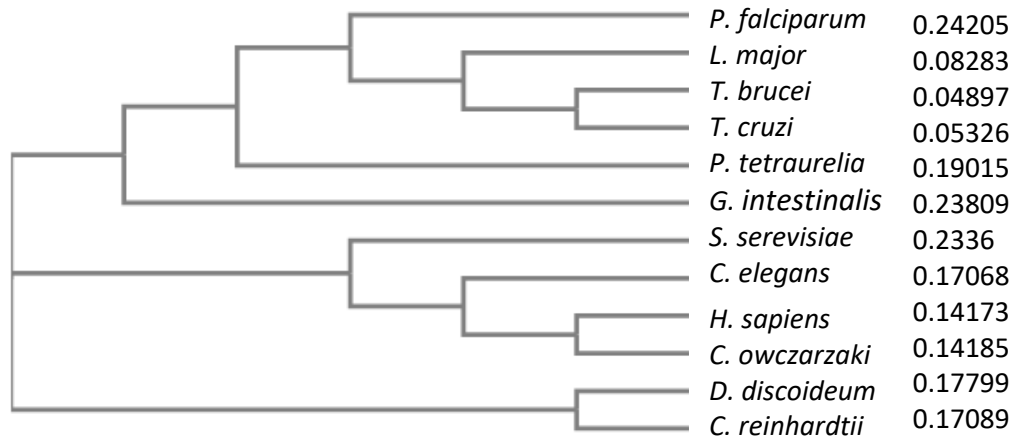 P. falciparum 0.24205
L. major 0.08283
T. brucei 0.04897
T. cruzi 0.05326
P. tetraurelia 0.19015
G. intestinalis 0.23809
S. serevisiae 0.2336
C. elegans 0.17068
H. sapiens 0.14173
C. owczarzaki 0.14185
D. discoideum 0.17799
C. reinhardtii 0.17089